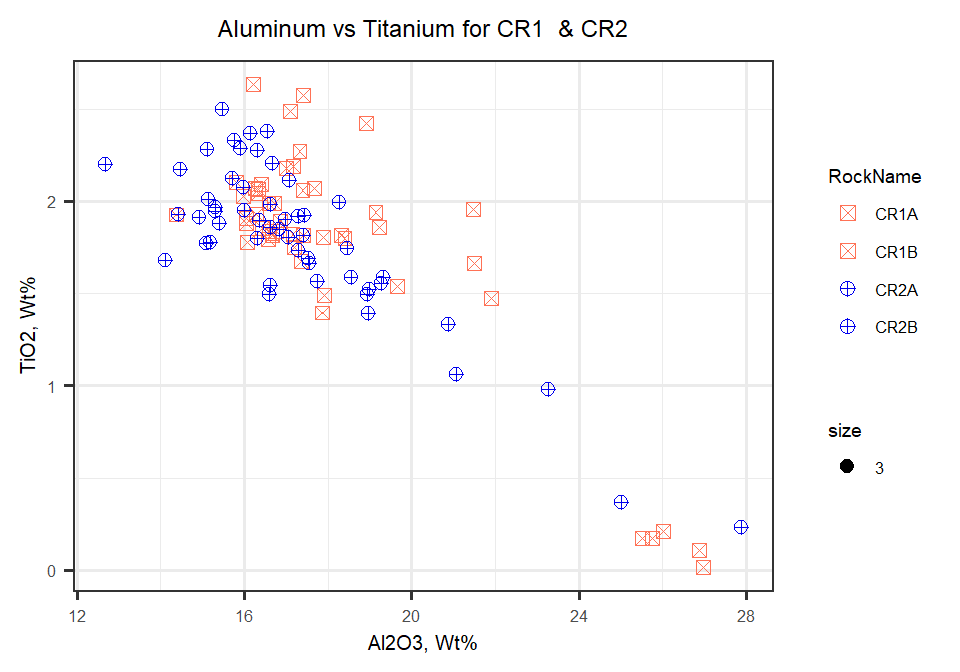 Aluminum vs Titanium for CR1  & CR2
TiO2, Wt%
2
1
0
12
16
20
24
28
Al2O3, Wt%
RockName
CR1A
CR1B
CR2A
CR2B
size
3